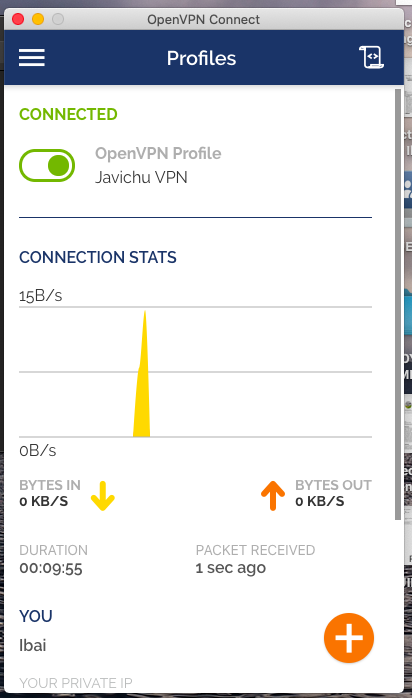 OpenVPN Connect
Profiles
CONNECTED
OpenVPN Profile
Javichu VPN
CONNECTION STATS
15B/s
0B/s
BYTES IN
0 KB/S
BYTES OUT
0 KB/S
DURATION
00:09:55
PACKET RECEIVED
1 sec ago
YOU
Ibai
YOUR PRIVATE IP